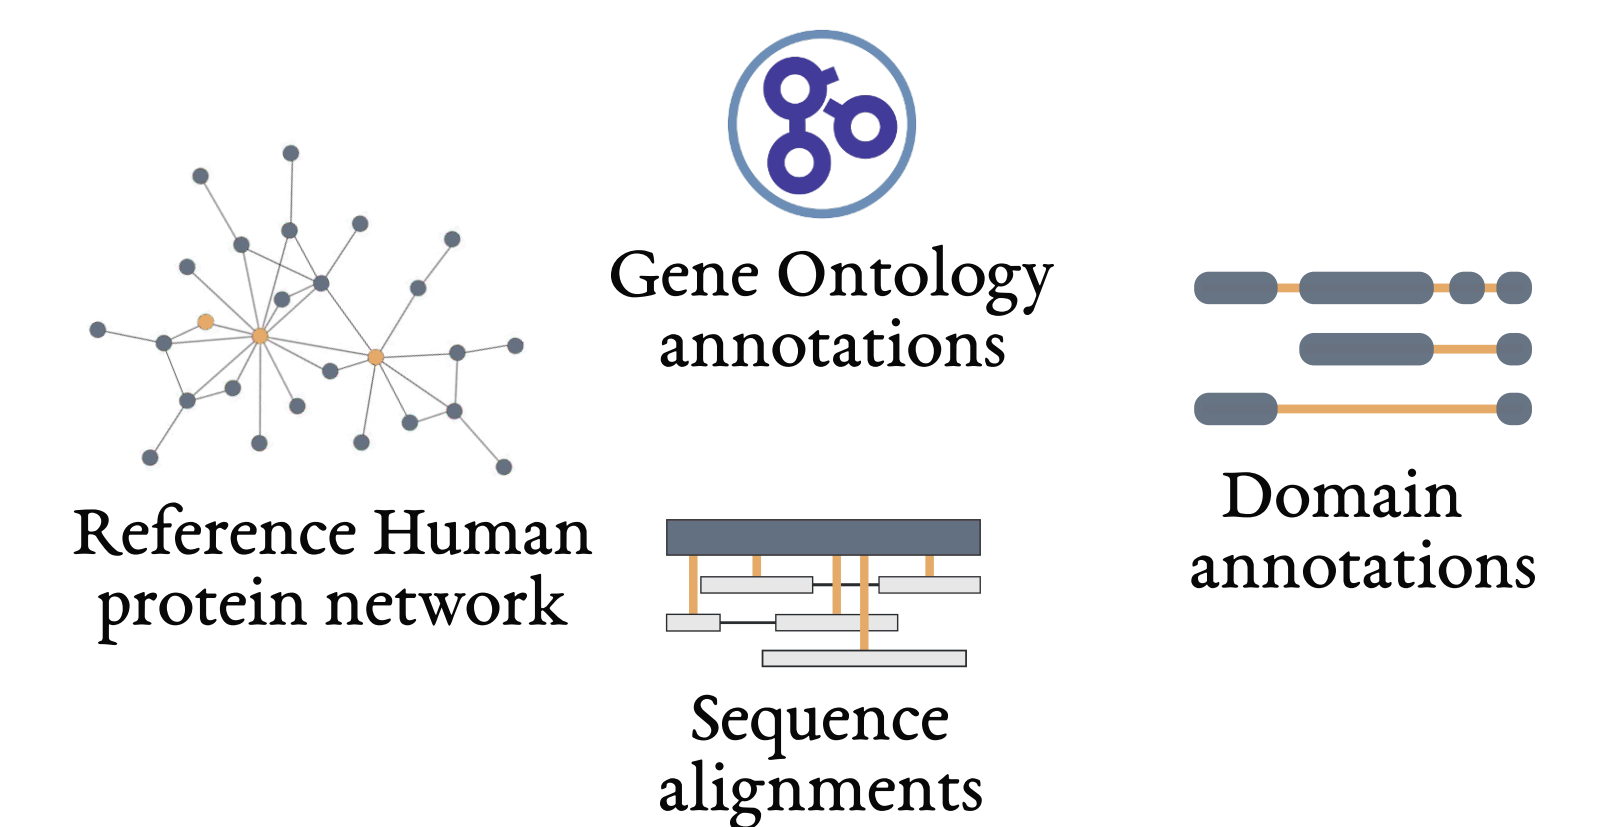 Gene Ontology
annotations
Reference Human
protein network
Domain
annotations
Sequence
alignments